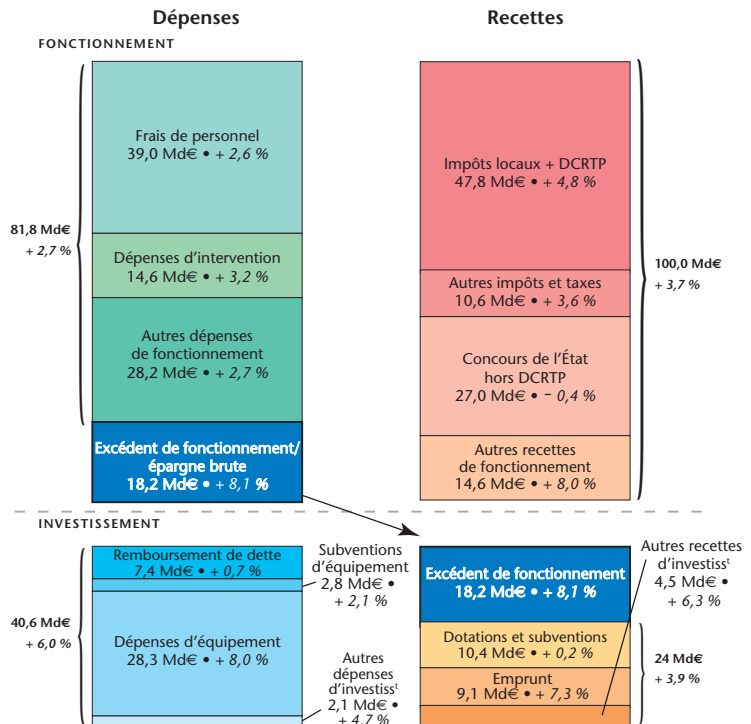 Dépenses
Recettes
FONCTIONNEMENT
Frais de personnel
39,0 Md€ • + 2,6 %
81,8 Md€
+ 2,7 %
Dépenses d'intervention
14,6 Md€ • + 3,2 %
Autres dépenses
de fonctionnement
28,2 Md€ • + 2,7 %
Excédent de fonctionnement/
épargne brute
18,2 Md€ • + 8,1 %
Impôts locaux + DCRTP
47,8 Md€ • + 4,8 %
Autres impôts et taxes
10,6 Md€ • + 3,6 %
100,0 Md€
+ 3,7 %
Concours de l'État
hors DCRTP
27,0 Md€ • – 0,4 %
Autres recettes
de fonctionnement
14,6 Md€ • + 8,0 %
INVESTISSEMENT
Remboursement de dette
7,4 Md€ • + 0,7 %
Subventions
d'équipement
2,8 Md€ •
+ 2,1 %
40,6 Md€
+ 6,0 %
Dépenses d'équipement
28,3 Md€ • + 8,0 %
Autres
dépenses
d'investissᵗ
2,1 Md€ •
+ 4,7 %
Excédent de fonctionnement
18,2 Md€ • + 8,1 %
Autres recettes
d'investissᵗ
4,5 Md€ •
+ 6,3 %
Dotations et subventions
10,4 Md€ • + 0,2 %
Emprunt
9,1 Md€ • + 7,3 %
24 Md€
+ 3,9 %